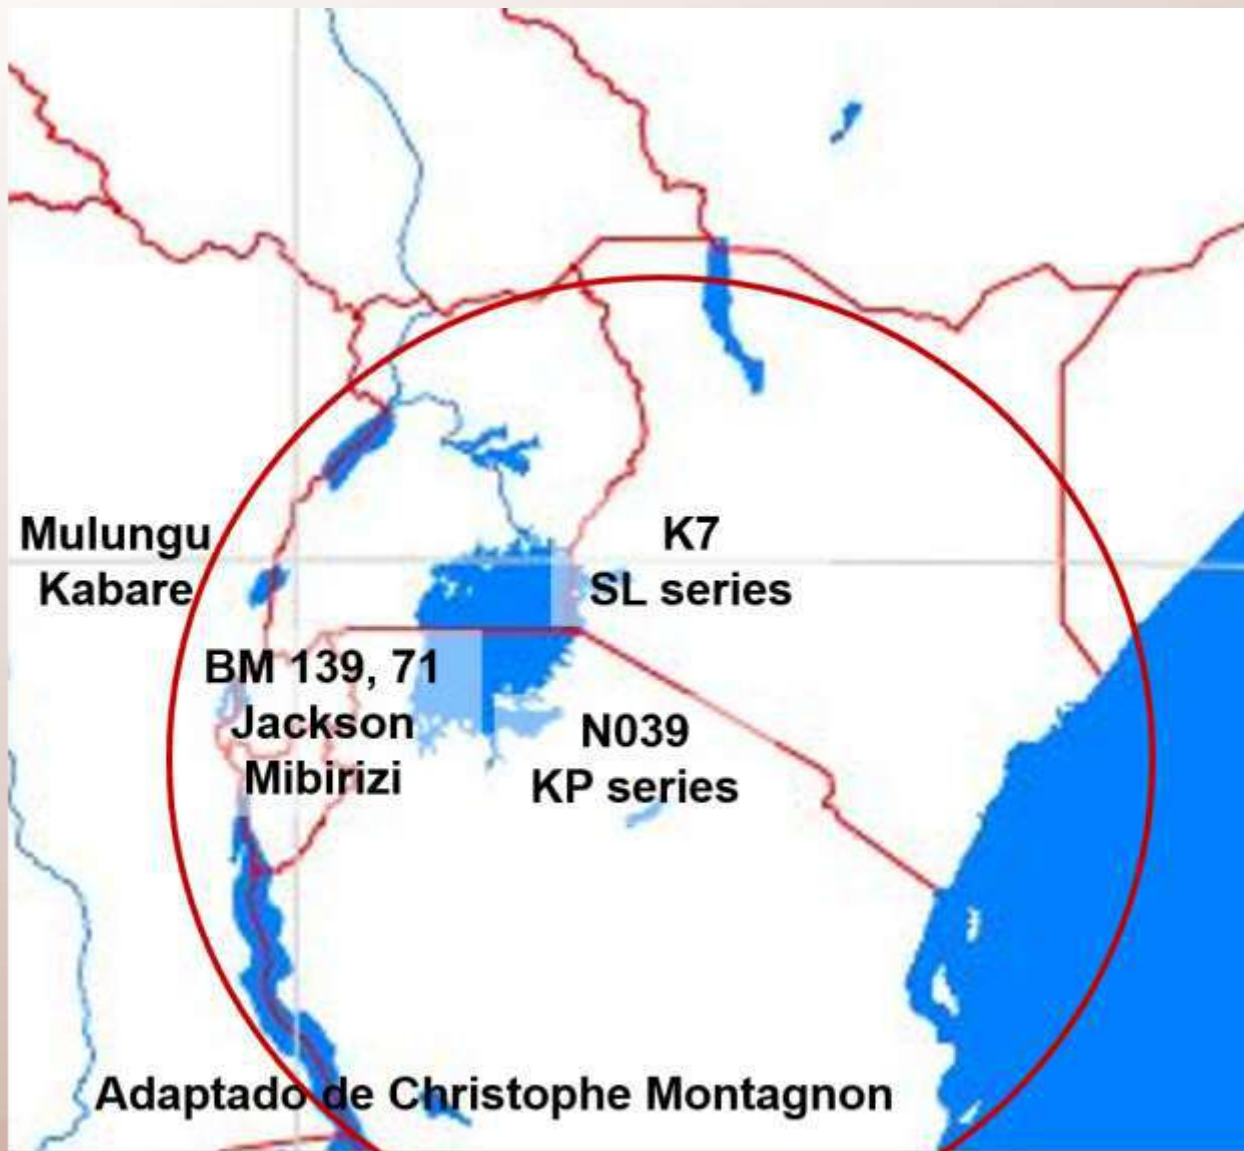 Mulungu
Kabare
K7
SL series
BM 139, 71
Jackson
Mibirizi
N039
KP series
Adaptado de Christophe Montagnon